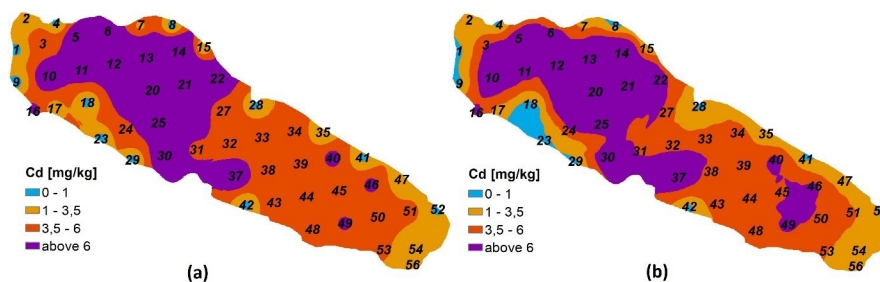 2 4 5 6 7 8
1 3 10 11 12 13 14 15
9 16 17 18 20 21 22
23 24 25 27 28
29 30 31 32 33 34 35
37 38 39 40 41
42 43 44 45 46 47
48 49 50 51 52
53 54
56
Cd [mg/kg]
0 - 1
1 - 3,5
3,5 - 6
above 6
(a)
2 4 5 6 7 8
1 3 10 11 12 13 14 15
9 16 17 18 20 21 22
23 24 25 27 28
29 30 31 32 33 34 35
37 38 39 40 41
42 43 44 45 46 47
48 49 50 51
53 54
56
Cd [mg/kg]
0 - 1
1 - 3,5
3,5 - 6
above 6
(b)